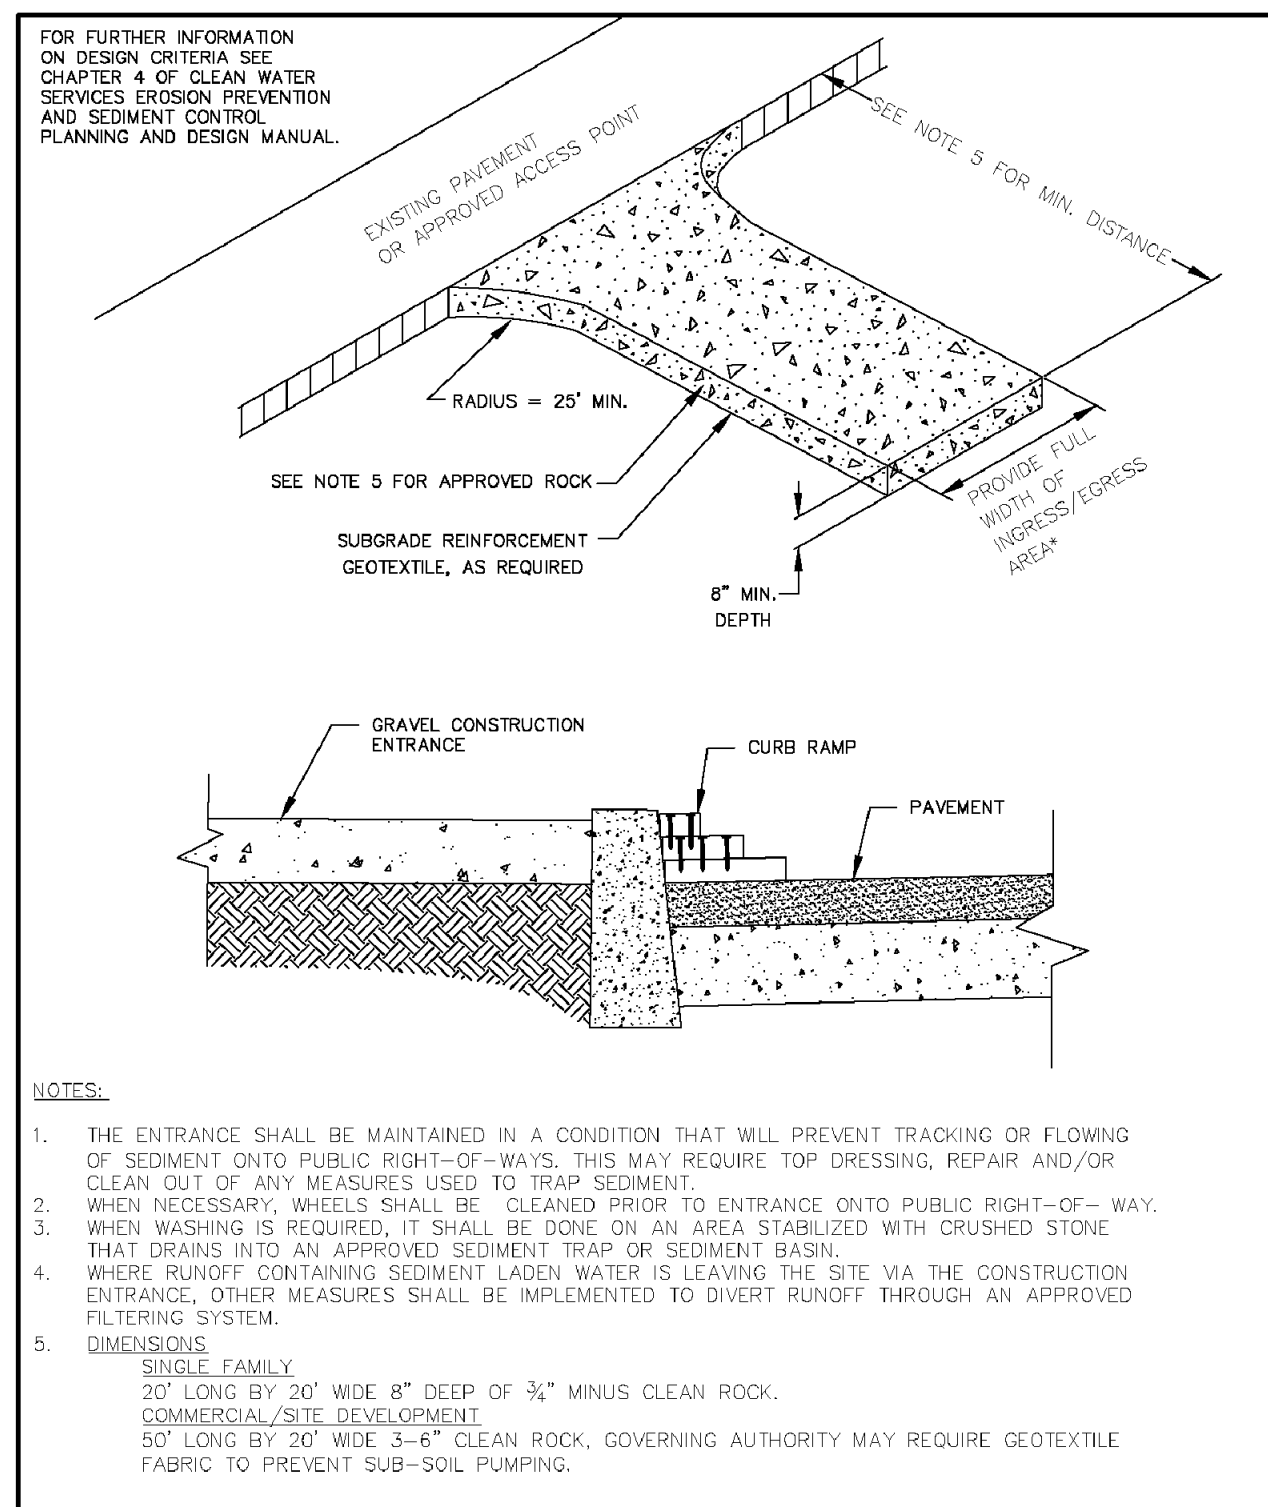 FOR FURTHER INFORMATION
ON DESIGN CRITERIA SEE
CHAPTER 4 OF CLEAN WATER
SERVICES EROSION PREVENTION
AND SEDIMENT CONTROL
PLANNING AND DESIGN MANUAL.
EXISTING PAVEMENT
OR APPROVED ACCESS POINT
SEE NOTE 5 FOR MIN. DISTANCE
RADIUS = 25' MIN.
SEE NOTE 5 FOR APPROVED ROCK
SUBGRADE REINFORCEMENT
GEOTEXTILE, AS REQUIRED
PROVIDE FULL
WIDTH OF
INGRESS/EGRESS
AREA*
8" MIN.
DEPTH
GRAVEL CONSTRUCTION
ENTRANCE
CURB RAMP
PAVEMENT
NOTES:
1. THE ENTRANCE SHALL BE MAINTAINED IN A CONDITION THAT WILL PREVENT TRACKING OR FLOWING
OF SEDIMENT ONTO PUBLIC RIGHT-OF-WAYS. THIS MAY REQUIRE TOP DRESSING, REPAIR AND/OR
CLEAN OUT OF ANY MEASURES USED TO TRAP SEDIMENT.
2. WHEN NECESSARY, WHEELS SHALL BE CLEANED PRIOR TO ENTRANCE ONTO PUBLIC RIGHT-OF- WAY.
3. WHEN WASHING IS REQUIRED, IT SHALL BE DONE ON AN AREA STABILIZED WITH CRUSHED STONE
THAT DRAINS INTO AN APPROVED SEDIMENT TRAP OR SEDIMENT BASIN.
4. WHERE RUNOFF CONTAINING SEDIMENT LADEN WATER IS LEAVING THE SITE VIA THE CONSTRUCTION
ENTRANCE, OTHER MEASURES SHALL BE IMPLEMENTED TO DIVERT RUNOFF THROUGH AN APPROVED
FILTERING SYSTEM.
5. DIMENSIONS
SINGLE FAMILY
20' LONG BY 20' WIDE 8" DEEP OF ¾" MINUS CLEAN ROCK.
COMMERCIAL/SITE DEVELOPMENT
50' LONG BY 20' WIDE 3-6" CLEAN ROCK, GOVERNING AUTHORITY MAY REQUIRE GEOTEXTILE
FABRIC TO PREVENT SUB-SOIL PUMPING.